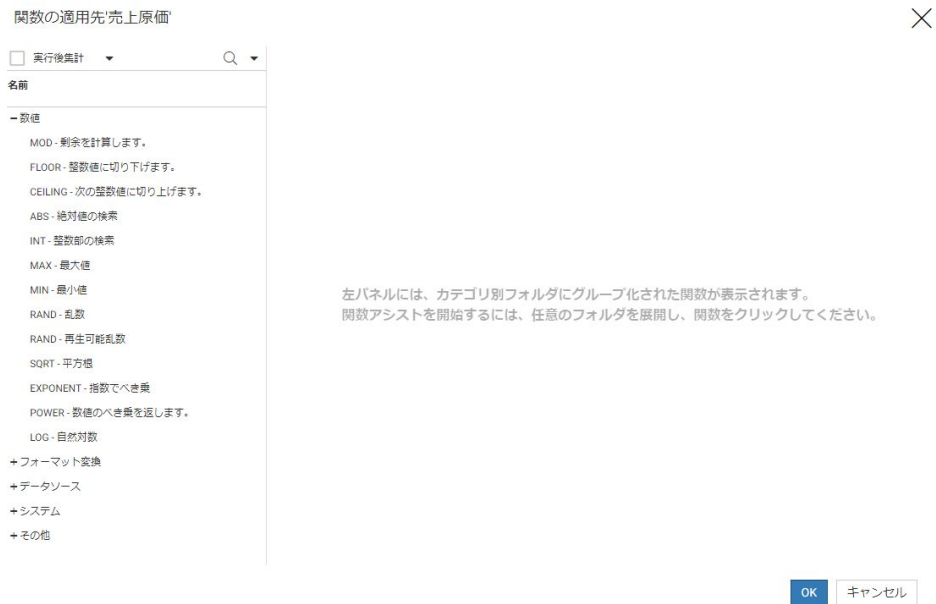 関数の適用先'売上原価'
実行後集計
名前
数値
MOD - 剰余を計算します。
FLOOR - 整数値に切り下げます。
CEILING - 次の整数値に切り上げます。
ABS - 絶対値の検索
INT - 整数部の検索
MAX - 最大値
MIN - 最小値
RAND - 乱数
RAND - 再生可能乱数
SQRT - 平方根
EXPONENT - 指数でべき乗
POWER - 数値のべき乗を返します。
LOG - 自然対数
フォーマット変換
データソース
システム
その他
左パネルには、カテゴリ別フォルダにグループ化された関数が表示されます。
関数アシストを開始するには、任意のフォルダを展開し、関数をクリックしてください。
OK キャンセル